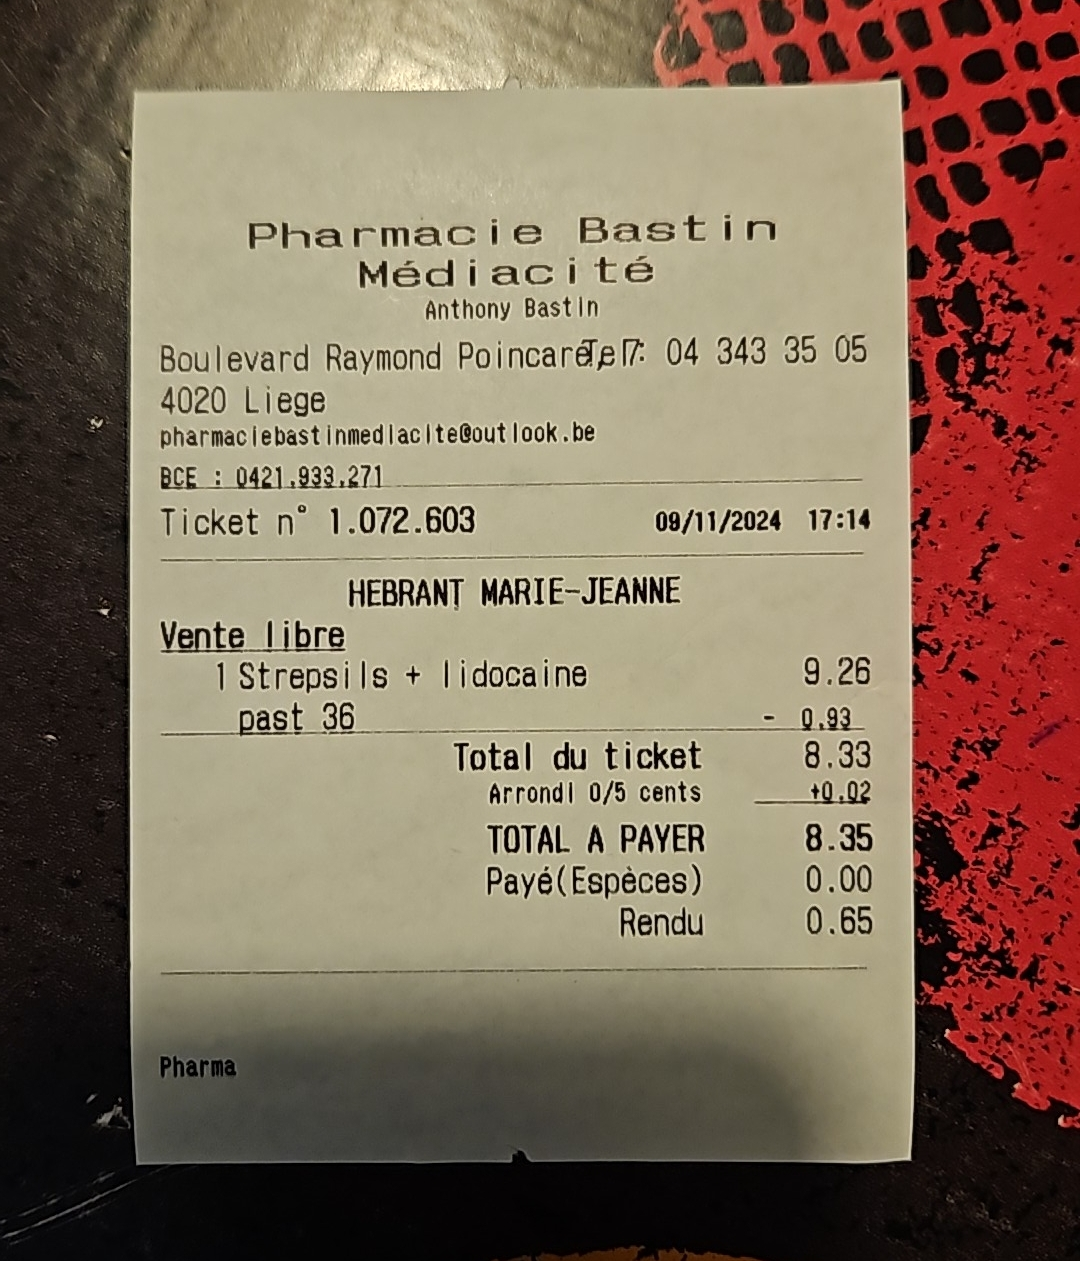 Pharmacie Bastin
Médiacité
Anthony Bastin
Boulevard Raymond Poincaré 7 Tel : 04 343 35 05
4020 Liege
pharmaciebastinmediacite@outlook.be
BCE : 0421.933.271
Ticket n° 1.072.603 09/11/2024 17:14
HEBRANT MARIE-JEANNE
Vente libre
1 Strepsils + lidocaine 9.26
past 36 - 0.93
Total du ticket 8.33
Arrondi 0/5 cents +0.02
TOTAL A PAYER 8.35
Payé(Espèces) 0.00
Rendu 0.65
Pharma